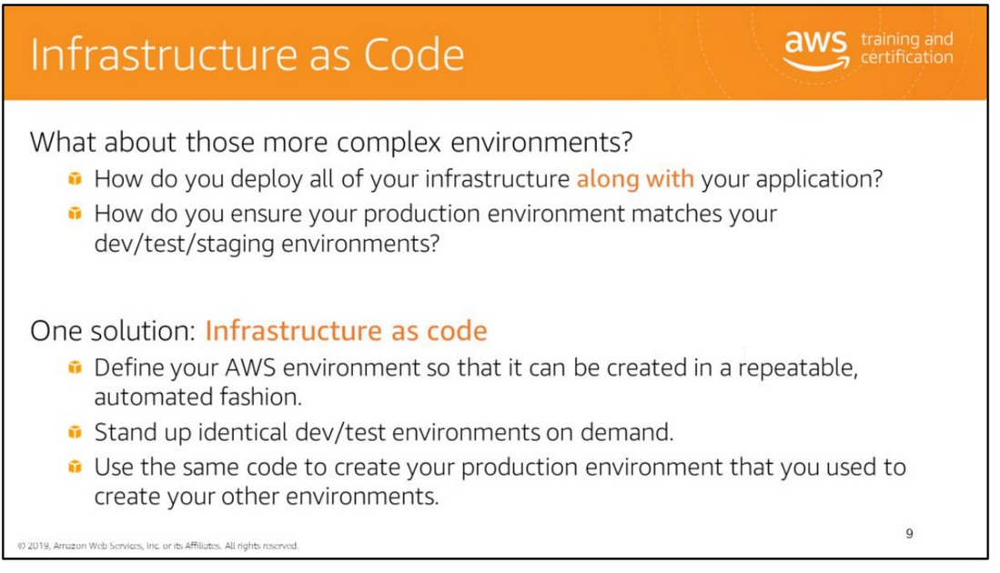 Infrastructure as Code
aws training and
certification
What about those more complex environments?
How do you deploy all of your infrastructure along with your application?
How do you ensure your production environment matches your
dev/test/staging environments?
One solution: Infrastructure as code
Define your AWS environment so that it can be created in a repeatable,
automated fashion.
Stand up identical dev/test environments on demand.
Use the same code to create your production environment that you used to
create your other environments.
9
© 2019, Amazon Web Services, Inc. or its Affiliates. All rights reserved.